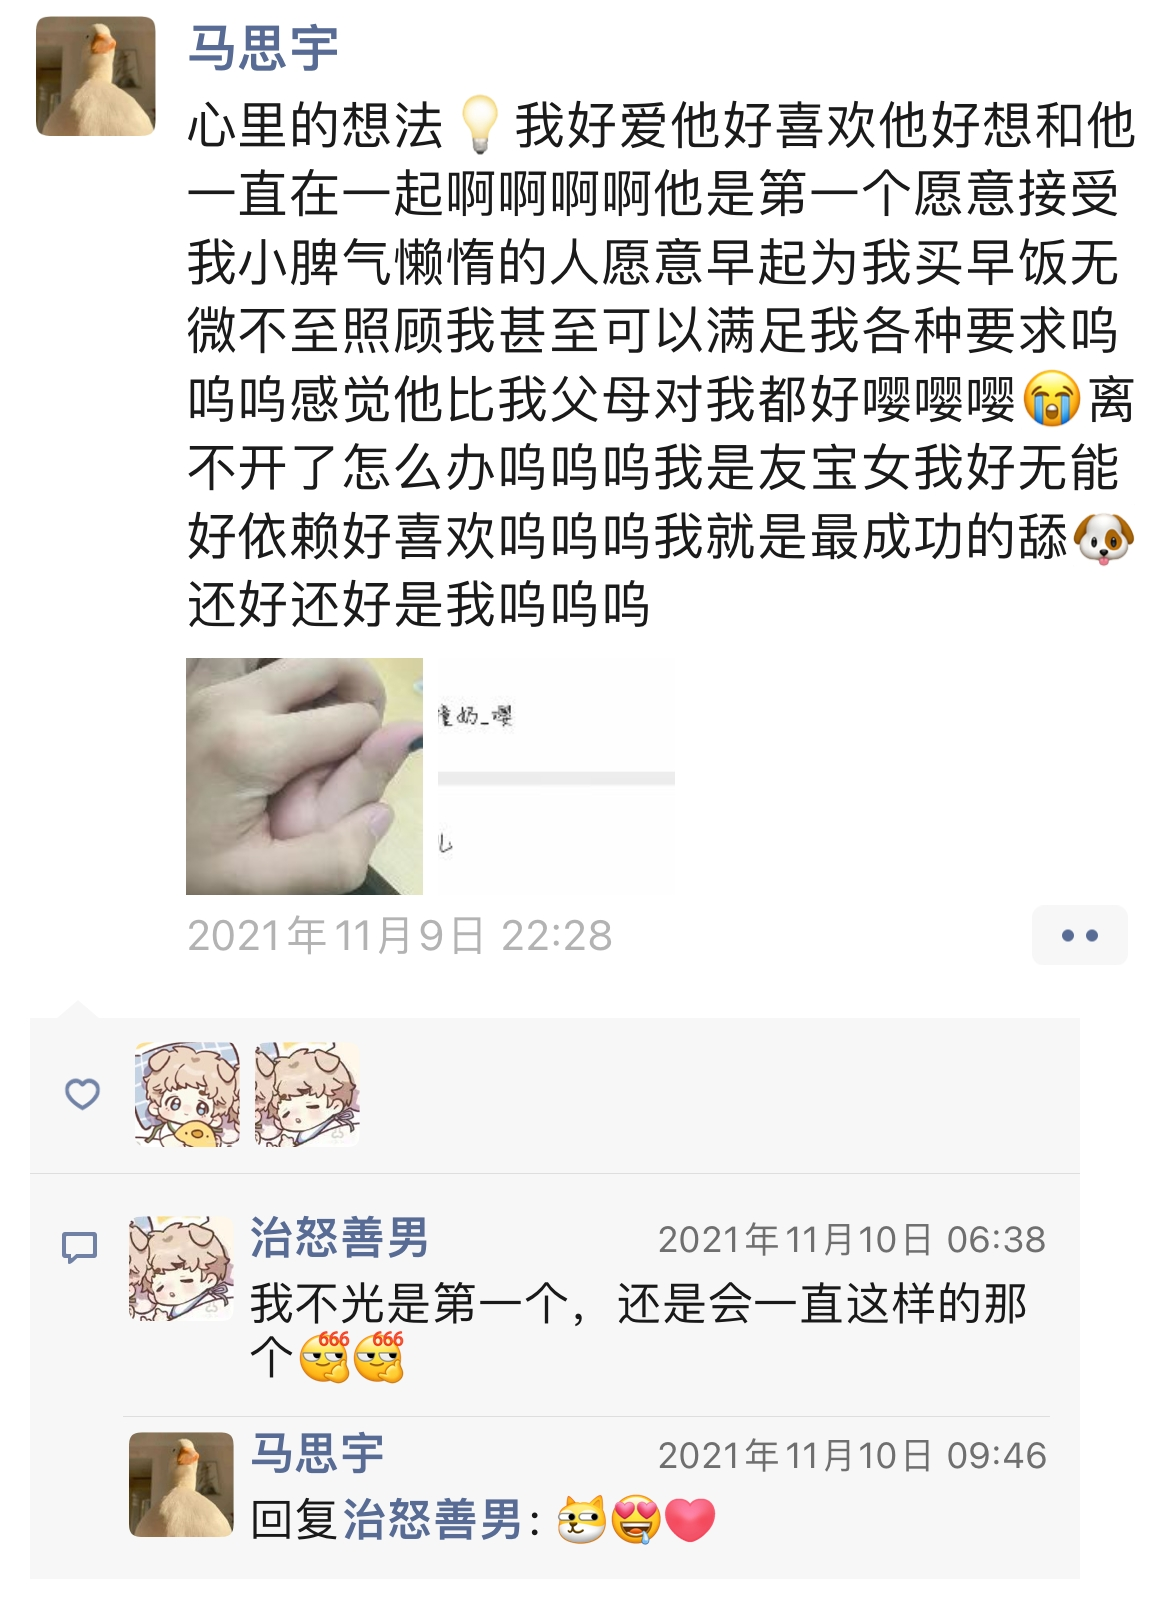 马思宇
心里的想法💡我好爱他好喜欢他好想和他
一直在一起啊啊啊啊他是第一个愿意接受
我小脾气懒惰的人愿意早起为我买早饭无
微不至照顾我甚至可以满足我各种要求呜
呜呜感觉他比我父母对我都好嘤嘤嘤😭离
不开了怎么办呜呜呜我是友宝女我好无能
好依赖好喜欢呜呜呜我就是最成功的舔🐶
还好还好是我呜呜呜
奶_嘤
2021年11月9日 22:28
治怒善男 2021年11月10日 06:38
我不光是第一个，还是会一直这样的那
个
马思宇 2021年11月10日 09:46
回复治怒善男：🤤❤️